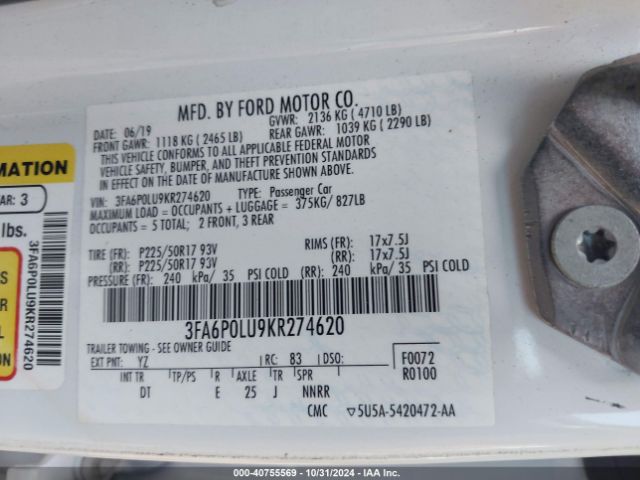 MFD. BY FORD MOTOR CO.
DATE: 06/19 GVWR: 2136 KG ( 4710 LB)
FRONT GAWR: 1118 KG ( 2465 LB) REAR GAWR: 1039 KG ( 2290 LB)
THIS VEHICLE CONFORMS TO ALL APPLICABLE FEDERAL MOTOR
VEHICLE SAFETY, BUMPER, AND THEFT PREVENTION STANDARDS
IN EFFECT ON THE DATE OF MANUFACTURE SHOWN ABOVE.
VIN: 3FA6P0LU9KR274620 TYPE: Passenger Car
MAXIMUM LOAD = OCCUPANTS + LUGGAGE = 375KG/ 827LB
OCCUPANTS = 5 TOTAL; 2 FRONT, 3 REAR
TIRE (FR): P225/50R17 93V RIMS (FR): 17x7.5J
(RR): P225/50R17 93V (RR): 17x7.5J
PRESSURE (FR): 240 kPa/ 35 PSI COLD (RR): 240 kPa/ 35 PSI COLD
3FA6P0LU9KR274620
TRAILER TOWING - SEE OWNER GUIDE
EXT PNT: YZ RC: 83 DSO: F0072
INT TR TP/PS R AXLE TR SPR R0100
DT E 25 J NNRR
CMC ▽5U5A-5420472-AA
RMATION
AR: 3
lbs.
S
R
L
ION
3FA6P0LU9KR274620
000-40755569 - 10/31/2024 - IAA Inc.